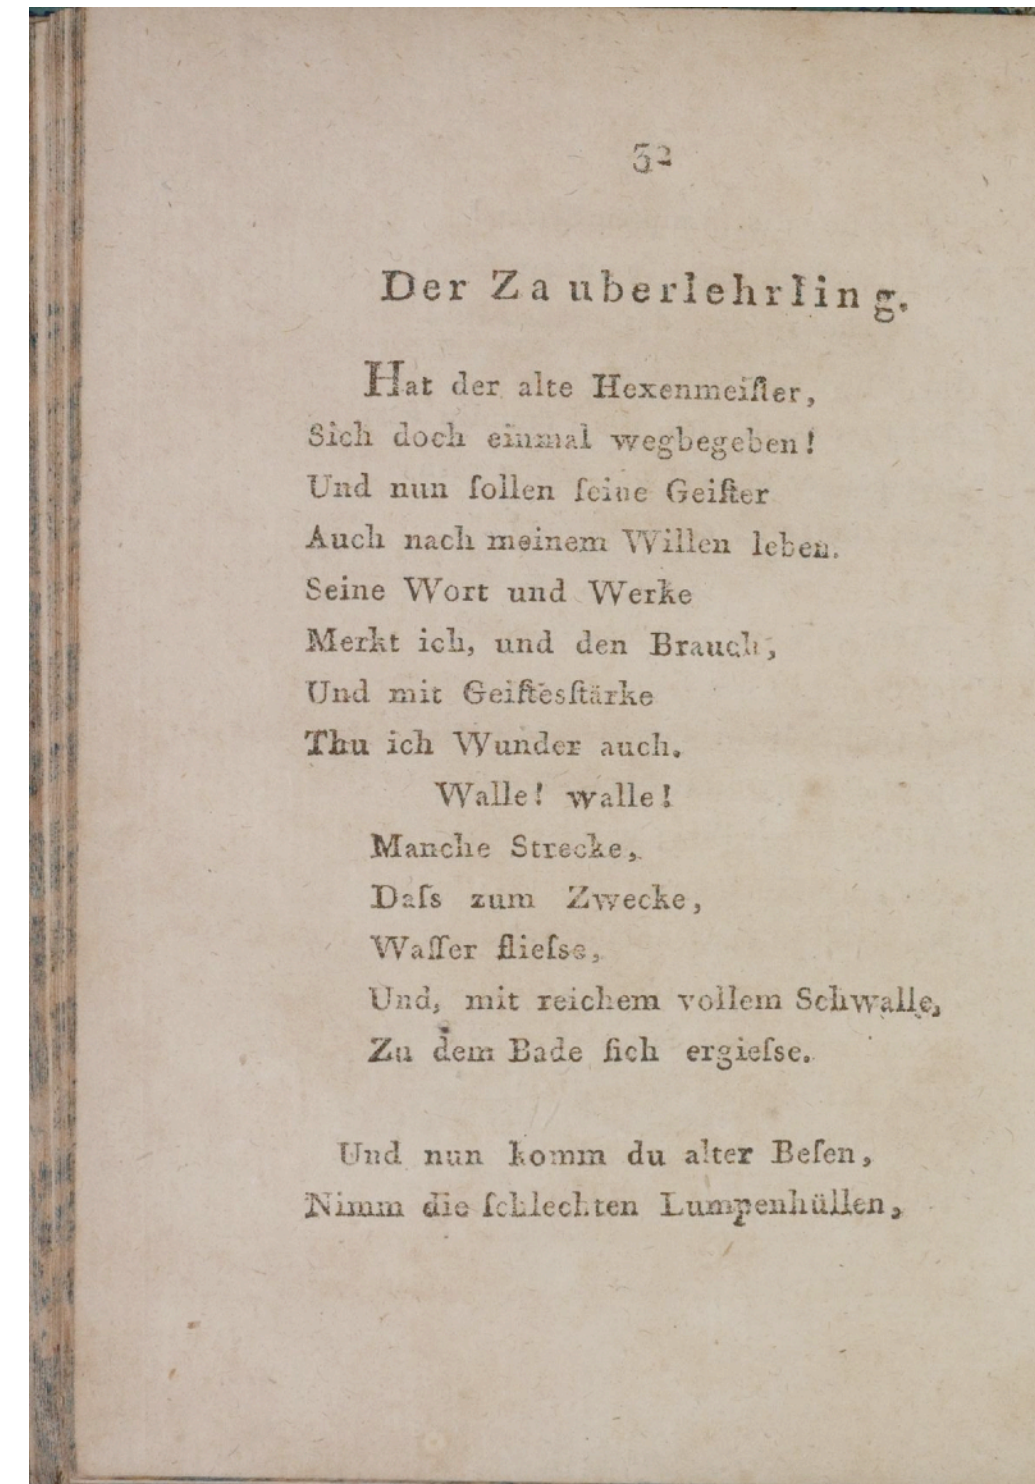 32
Der Zauberlehrling.
Hat der alte Hexenmeiſter,
Sich doch einmal wegbegeben!
Und nun ſollen ſeine Geiſter
Auch nach meinem Willen leben.
Seine Wort und Werke
Merkt ich, und den Brauch,
Und mit Geiſtesſtärke
Thu ich Wunder auch.
Walle! walle!
Manche Strecke,
Daſs zum Zwecke,
Waſſer flieſse,
Und, mit reichem vollem Schwalle,
Zu dem Bade ſich ergieſse.
Und nun komm du alter Beſen,
Nimm die ſchlechten Lumpenhüllen,